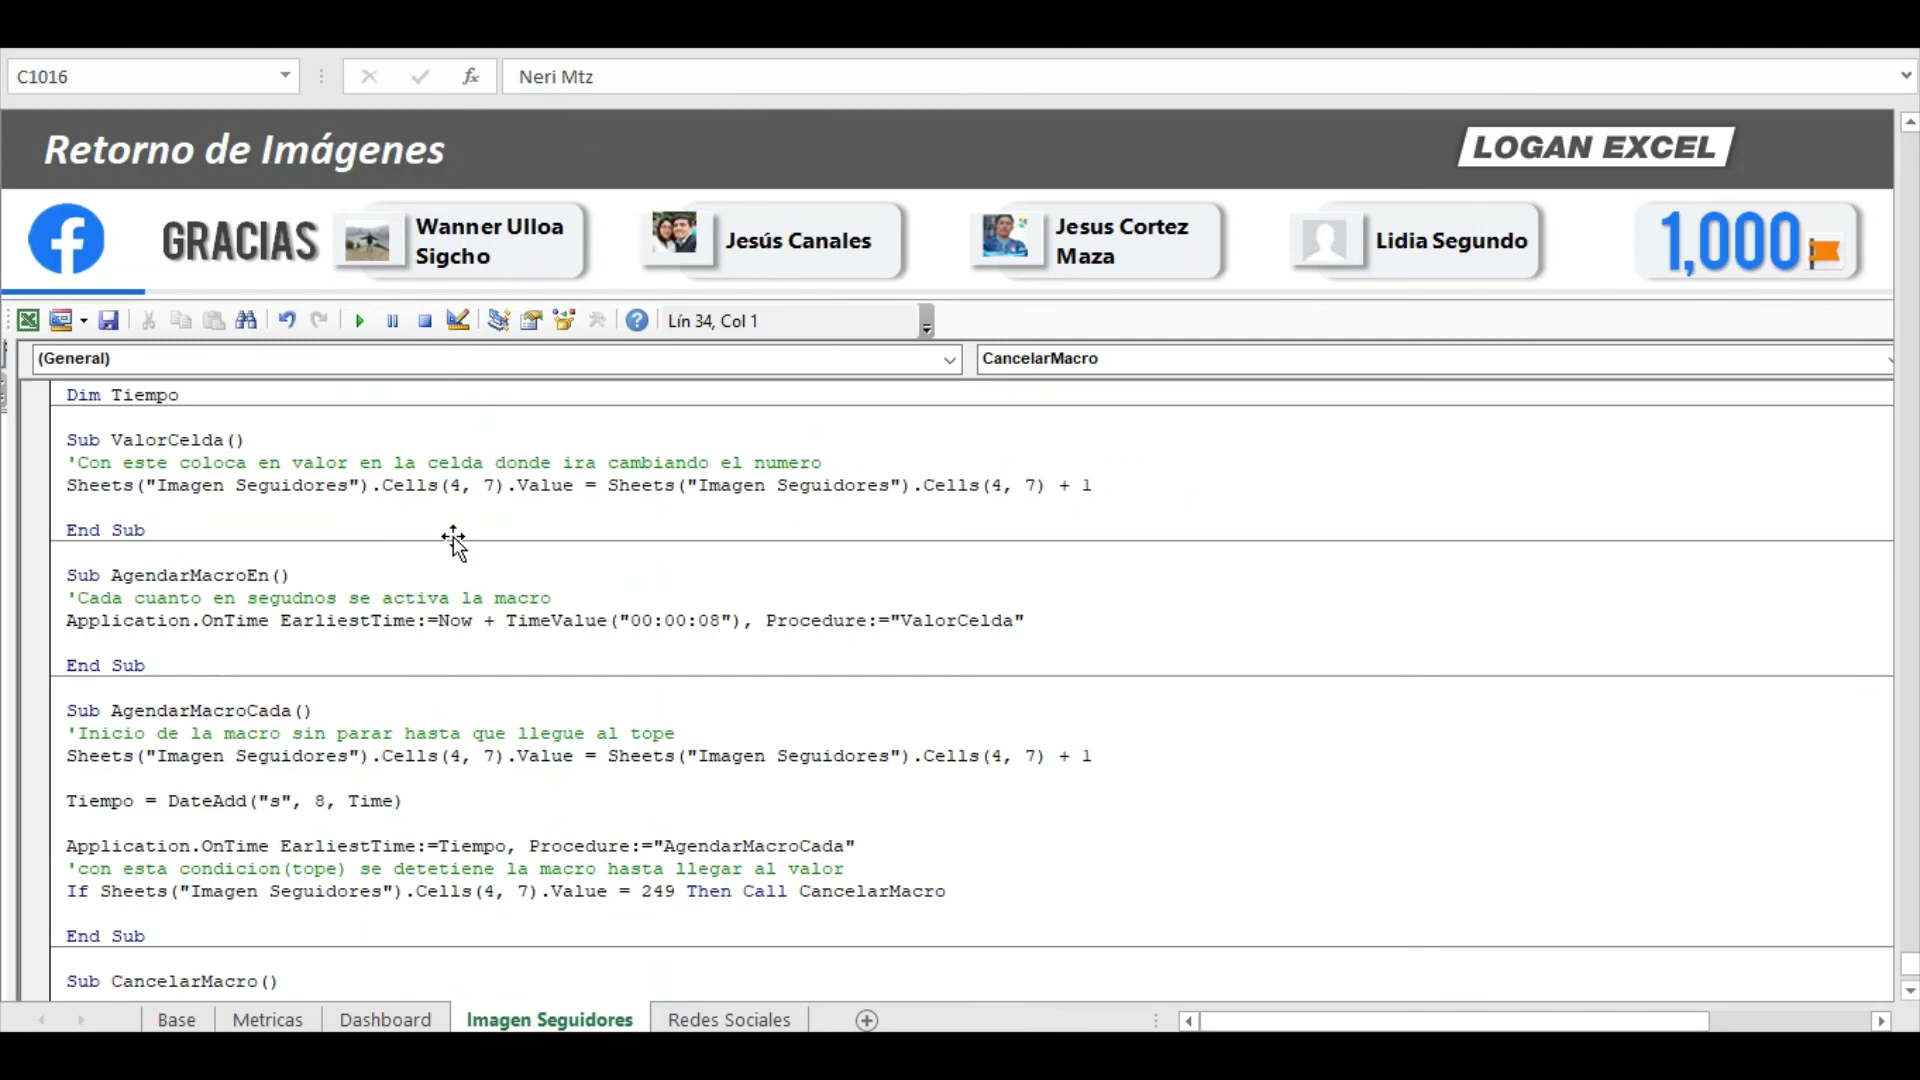 C1016
fx
Neri Mtz
Retorno de Imágenes
LOGAN EXCEL
GRACIAS
Wanner Ulloa
Sigcho
Jesús Canales
Jesus Cortez
Maza
Lidia Segundo
1,000
Lín 34, Col 1
(General)
CancelarMacro
Dim Tiempo
Sub ValorCelda()
'Con este coloca en valor en la celda donde ira cambiando el numero
Sheets("Imagen Seguidores").Cells(4, 7).Value = Sheets("Imagen Seguidores").Cells(4, 7) + 1
End Sub
Sub AgendarMacroEn()
'Cada cuanto en segudnos se activa la macro
Application.OnTime EarliestTime:=Now + TimeValue("00:00:08"), Procedure:="ValorCelda"
End Sub
Sub AgendarMacroCada()
'Inicio de la macro sin parar hasta que llegue al tope
Sheets("Imagen Seguidores").Cells(4, 7).Value = Sheets("Imagen Seguidores").Cells(4, 7) + 1
Tiempo = DateAdd("s", 8, Time)
Application.OnTime EarliestTime:=Tiempo, Procedure:="AgendarMacroCada"
'con esta condicion(tope) se detetiene la macro hasta llegar al valor
If Sheets("Imagen Seguidores").Cells(4, 7).Value = 249 Then Call CancelarMacro
End Sub
Sub CancelarMacro()
Base
Metricas
Dashboard
Imagen Seguidores
Redes Sociales